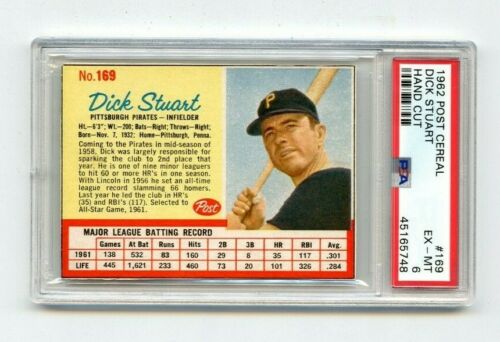 No. 169
Dick Stuart
PITTSBURGH PIRATES — INFIELDER
Ht.-6'3"; Wt.-200; Bats-Right; Throws-Right;
Born-Nov. 7, 1932; Home-Pittsburgh, Penna.
Coming to the Pirates in mid-season of
1958, Dick was largely responsible for
sparking the club to 2nd place that
year. He is one of nine minor leaguers
to hit 60 or more HR's in one season.
With Lincoln in 1956 he set an all-
time league record slamming 66 homers.
Last year he led the club in HR's
(35) and RBI's (117). Selected to
All-Star Game, 1961.
Post
P
MAJOR LEAGUE BATTING RECORD
Games At Bat Runs Hits 2B 3B HR RBI Avg.
1961 138 532 83 160 28 8 35 117 .301
LIFE 445 1,621 233 460 73 20 101 326 .284
1962 POST CEREAL #169
DICK STUART EX-MT
HAND CUT 6
PSA 45165748